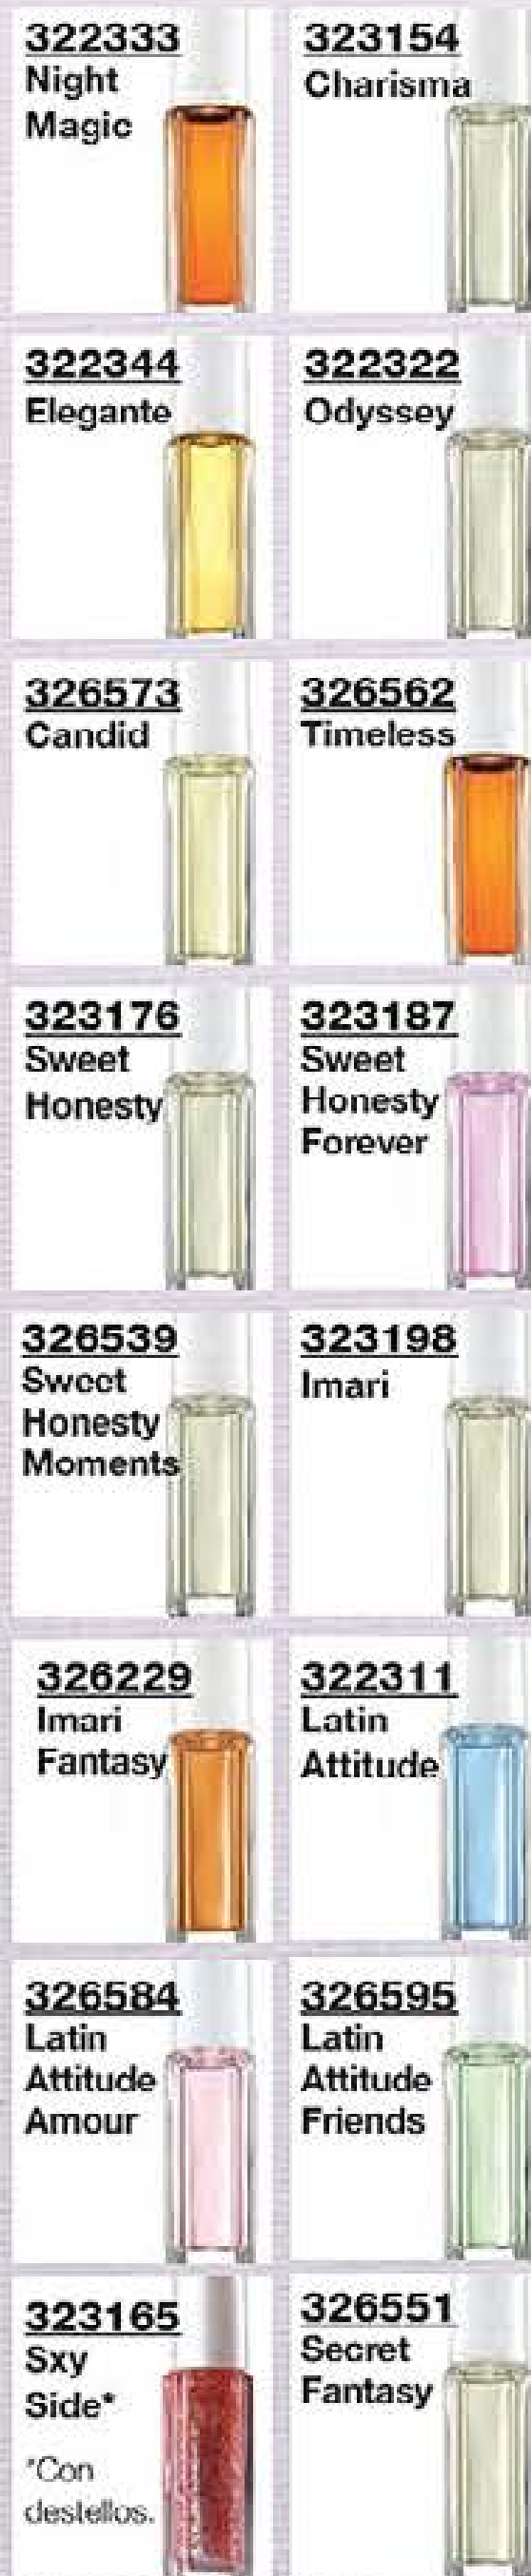 322333
Night
Magic
323154
Charisma
322344
Elegante
322322
Odyssey
326573
Candid
326562
Timeless
323176
Sweet
Honesty
323187
Sweet
Honesty
Forever
326539
Sweet
Honesty
Moments
323198
Imari
326229
Imari
Fantasy
322311
Latin
Attitude
326584
Latin
Attitude
Amour
326595
Latin
Attitude
Friends
323165
Sxy
Side*
*Con
destellos.
326551
Secret
Fantasy